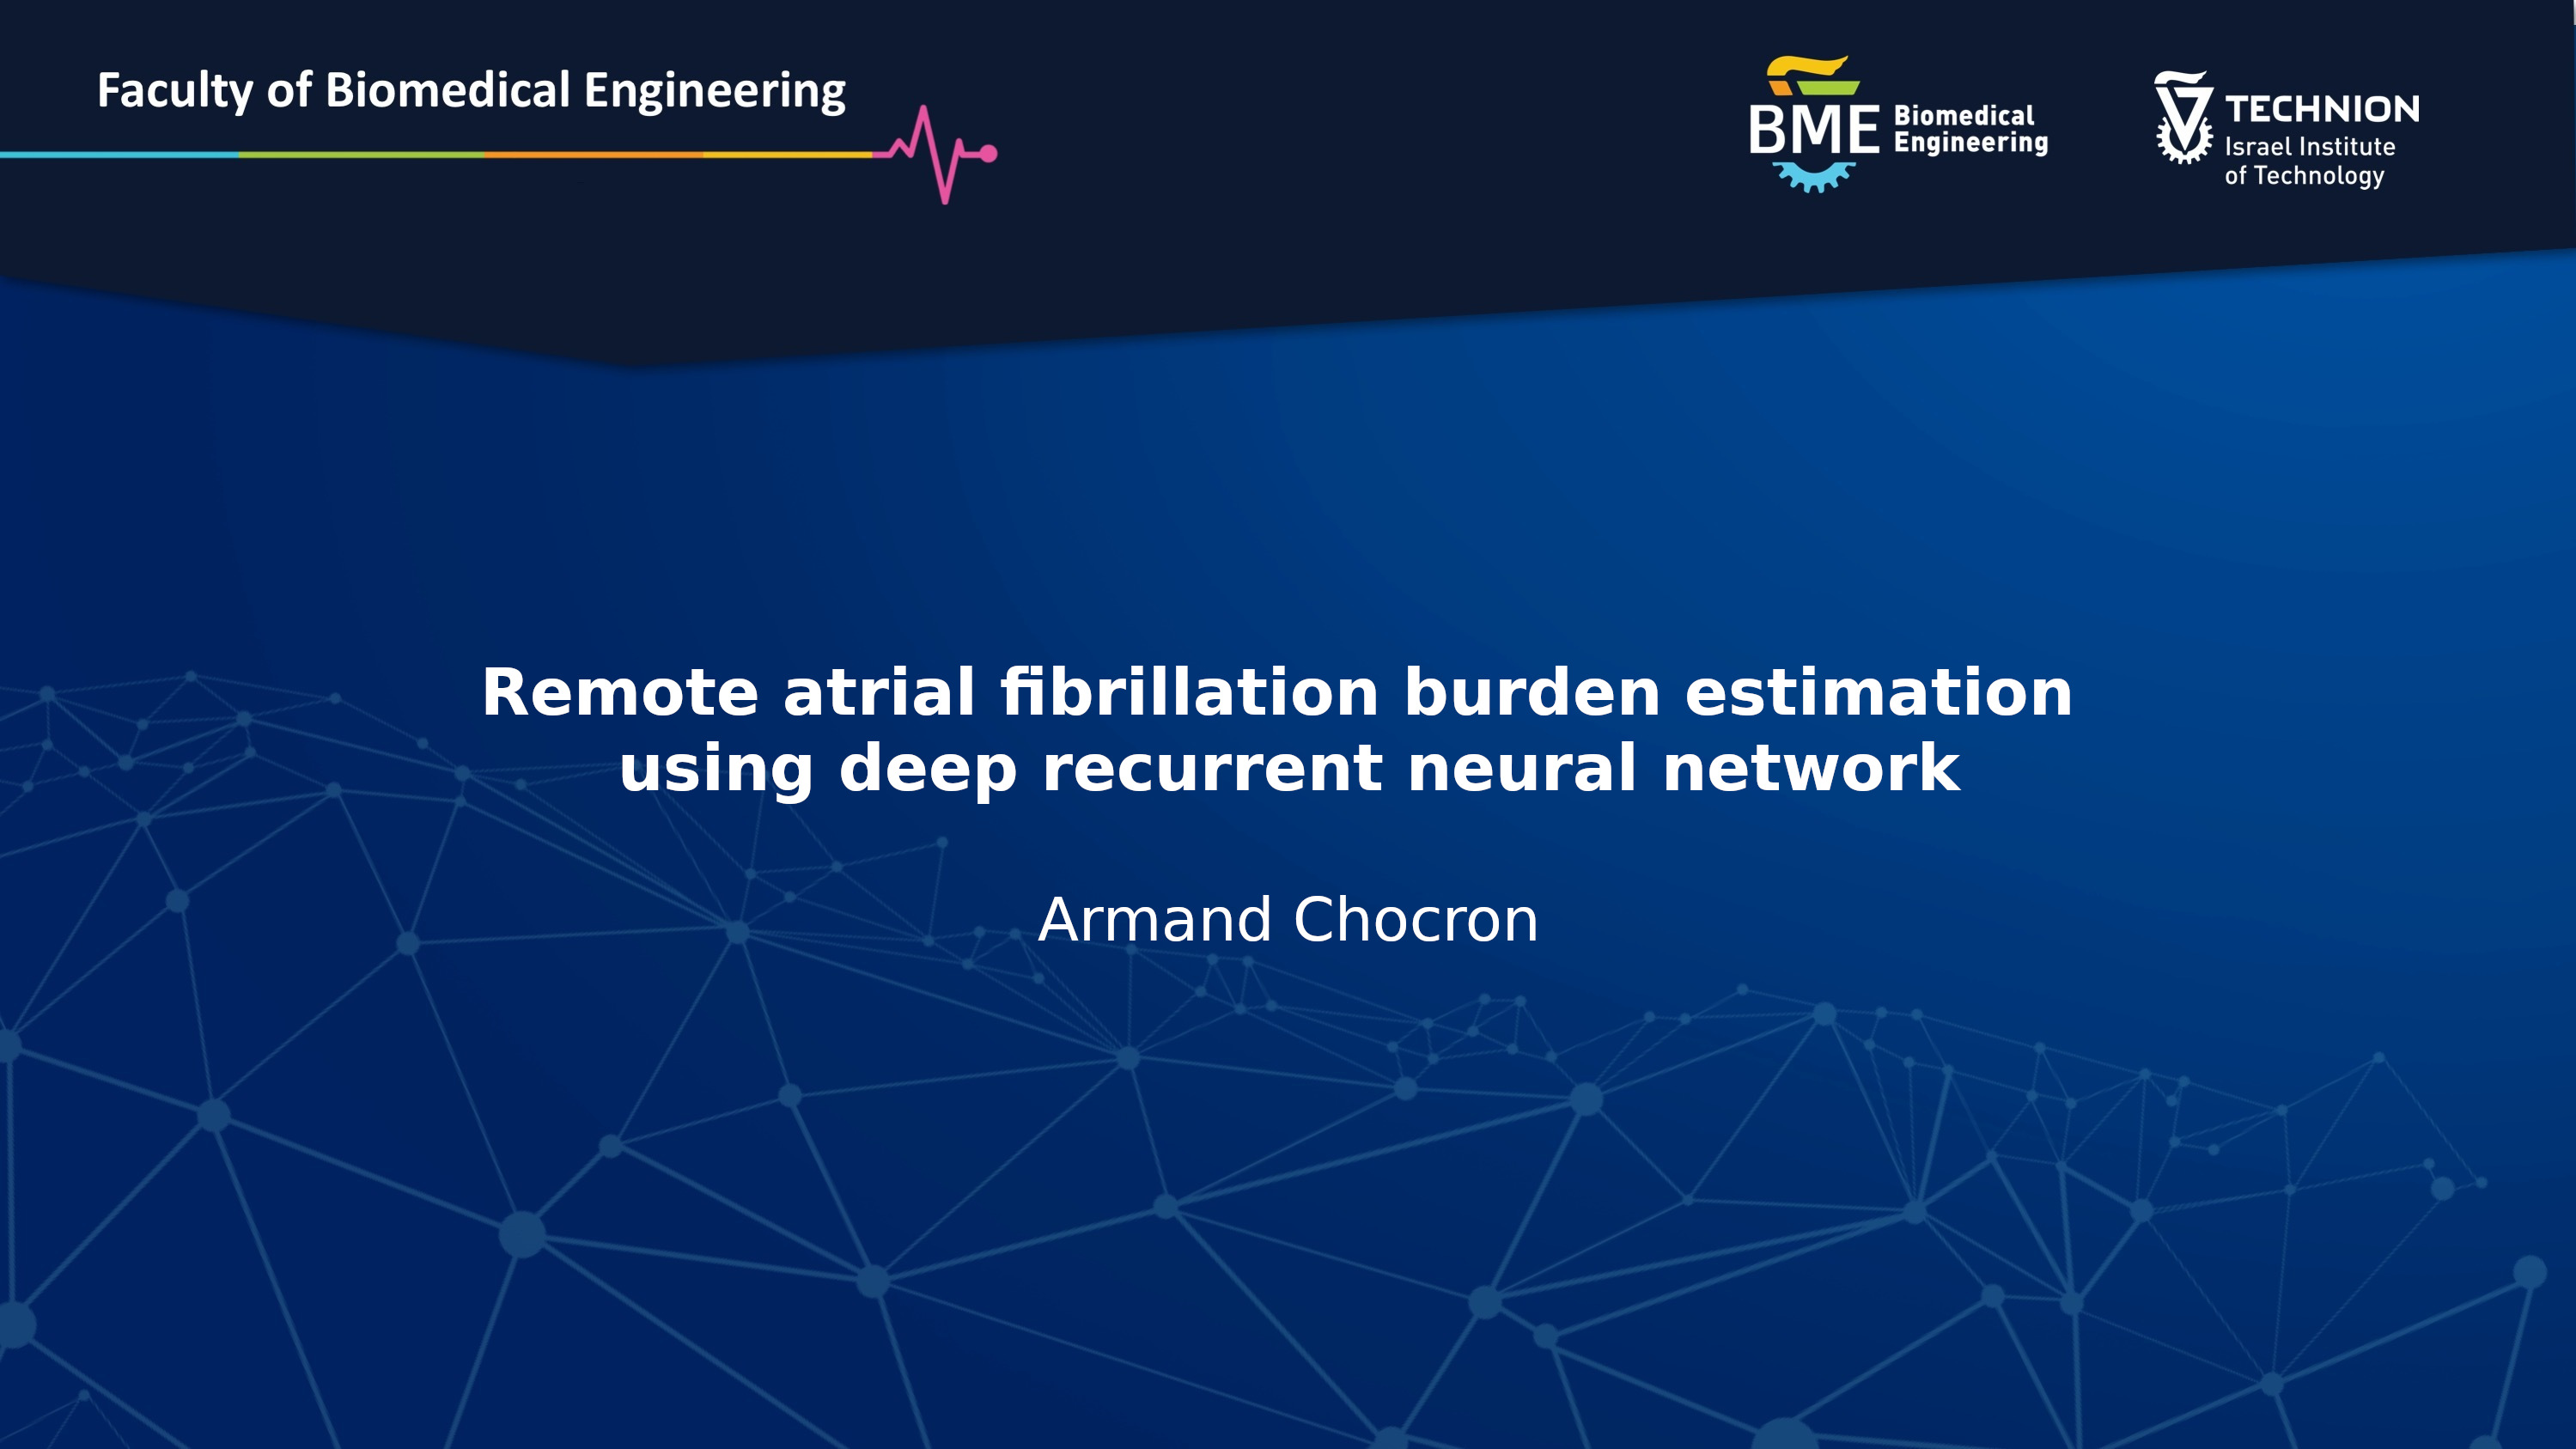 Faculty of Biomedical Engineering
BME Biomedical
Engineering
TECHNION
Israel Institute
of Technology
Remote atrial fibrillation burden estimation
using deep recurrent neural network
Armand Chocron